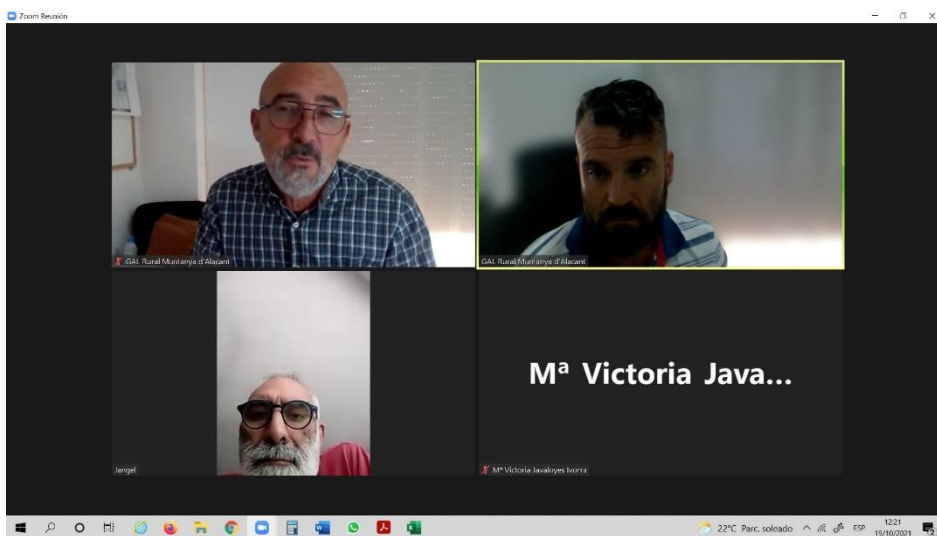 Zoom Reunión
GAL Rural Muntanya d'Alacant
GAL Rural Muntanya d'Alacant
Mª Victoria Java...
Jangel
Mª Victoria Javaloyes Ivorra
22°C Parc. soleado
ESP
12:21
19/10/2021
2